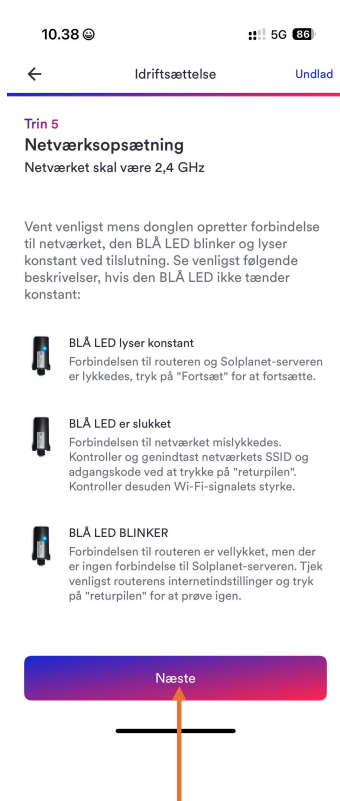 10.38
5G 86
Idriftsættelse
Undlad
Trin 5
Netværksopsætning
Netværket skal være 2,4 GHz
Vent venligst mens donglen opretter forbindelse
til netværket, den BLÅ LED blinker og lyser
konstant ved tilslutning. Se venligst følgende
beskrivelser, hvis den BLÅ LED ikke tænder
konstant:
BLÅ LED lyser konstant
Forbindelsen til routeren og Solplanet-serveren
er lykkedes, tryk på "Fortsæt" for at fortsætte.
BLÅ LED er slukket
Forbindelsen til netværket mislykkedes.
Kontroller og genindtast netværkets SSID og
adgangskode ved at trykke på "returpilen".
Kontroller desuden Wi-Fi-signalets styrke.
BLÅ LED BLINKER
Forbindelsen til routeren er vellykket, men der
er ingen forbindelse til Solplanet-serveren. Tjek
venligst routerens internetindstillinger og tryk
på "returpilen" for at prøve igen.
Næste